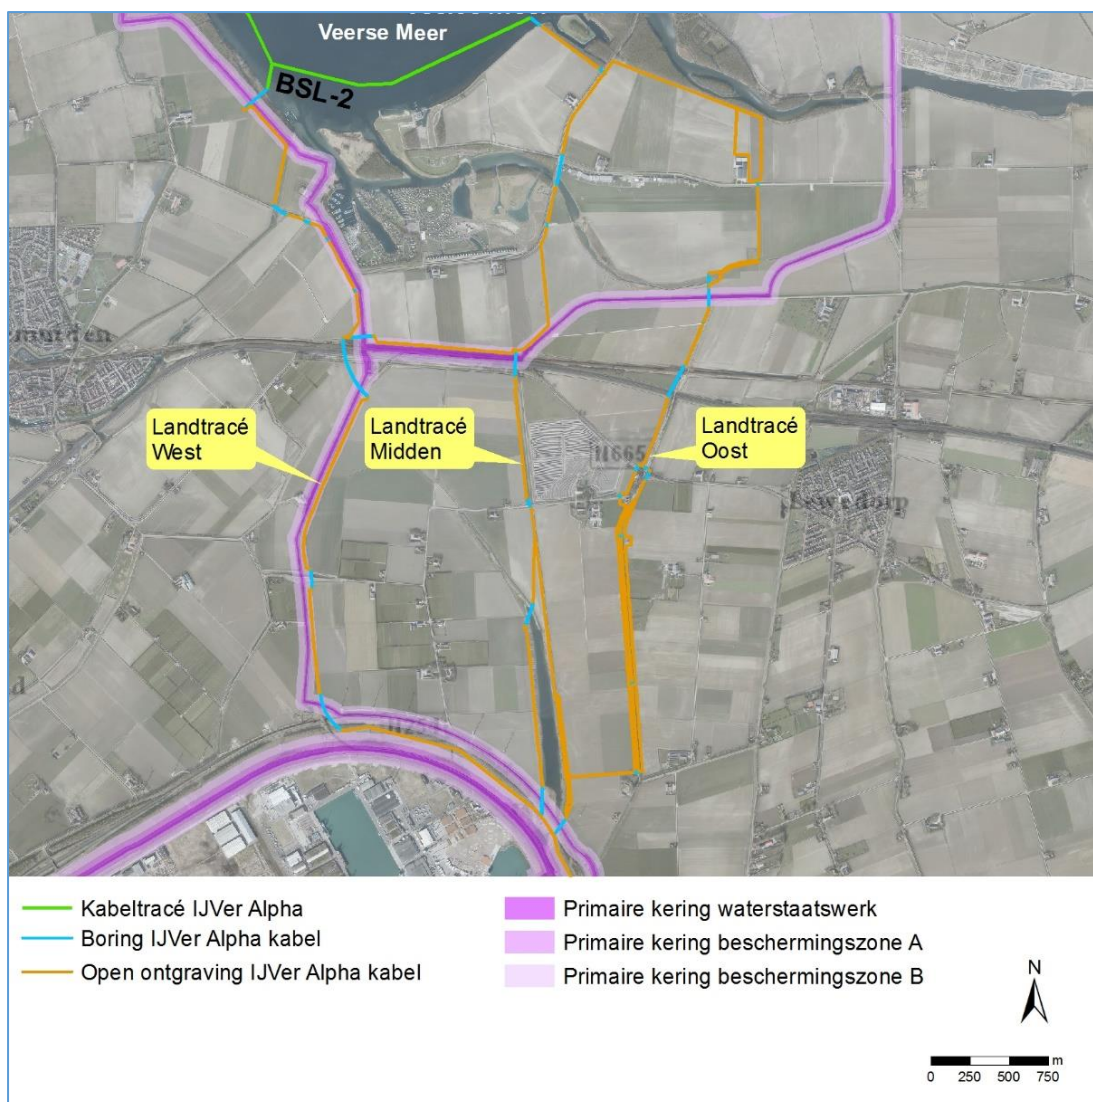 Veerse Meer
BSL-2
Landtracé
West
Landtracé
Midden
N665
Landtracé
Oost
Kabeltracé IJVer Alpha
Boring IJVer Alpha kabel
Open ontgraving IJVer Alpha kabel
Primaire kering waterstaatswerk
Primaire kering beschermingszone A
Primaire kering beschermingszone B
N
m
0 250 500 750